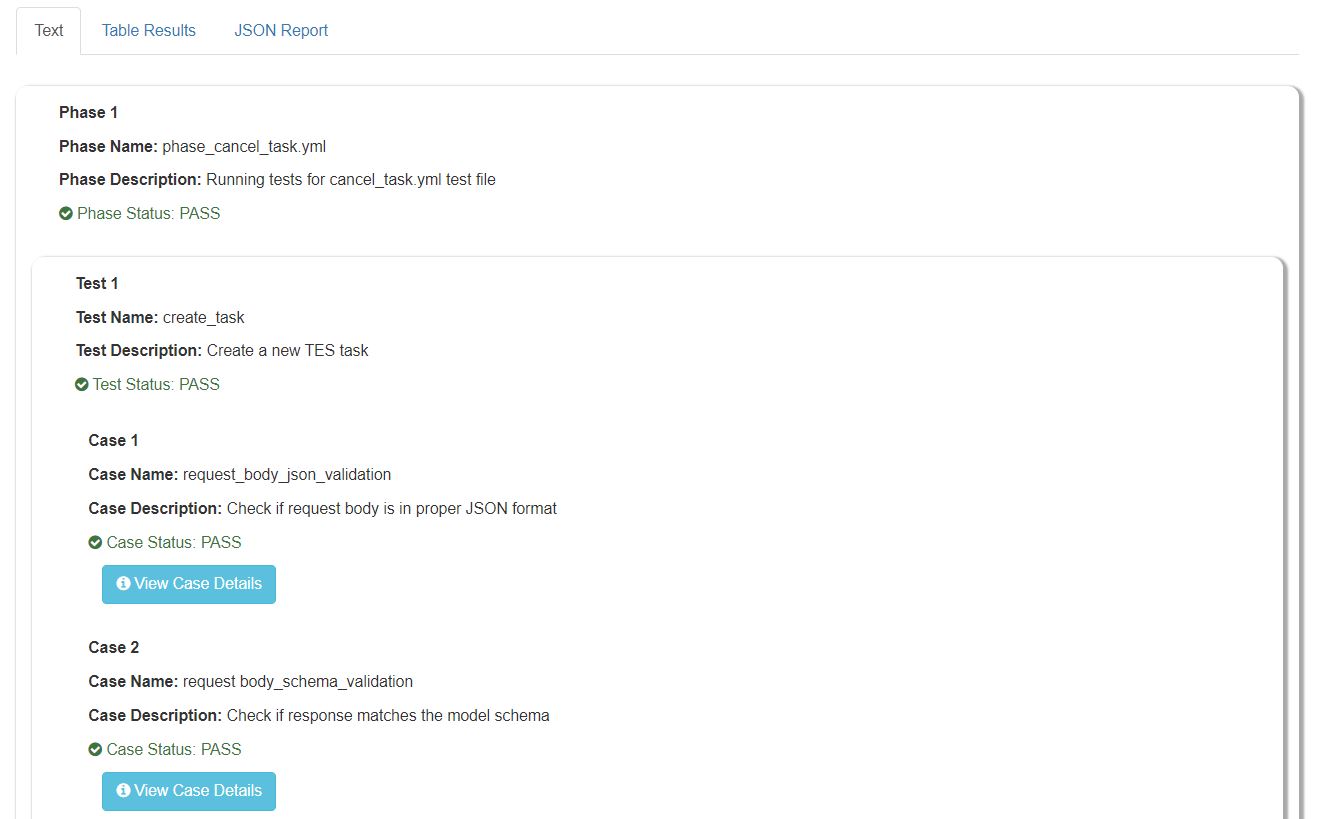 Text
Table Results
JSON Report
Phase 1
Phase Name: phase_cancel_task.yml
Phase Description: Running tests for cancel_task.yml test file
Phase Status: PASS
Test 1
Test Name: create_task
Test Description: Create a new TES task
Test Status: PASS
Case 1
Case Name: request_body_json_validation
Case Description: Check if request body is in proper JSON format
Case Status: PASS
View Case Details
Case 2
Case Name: request body_schema_validation
Case Description: Check if response matches the model schema
Case Status: PASS
View Case Details